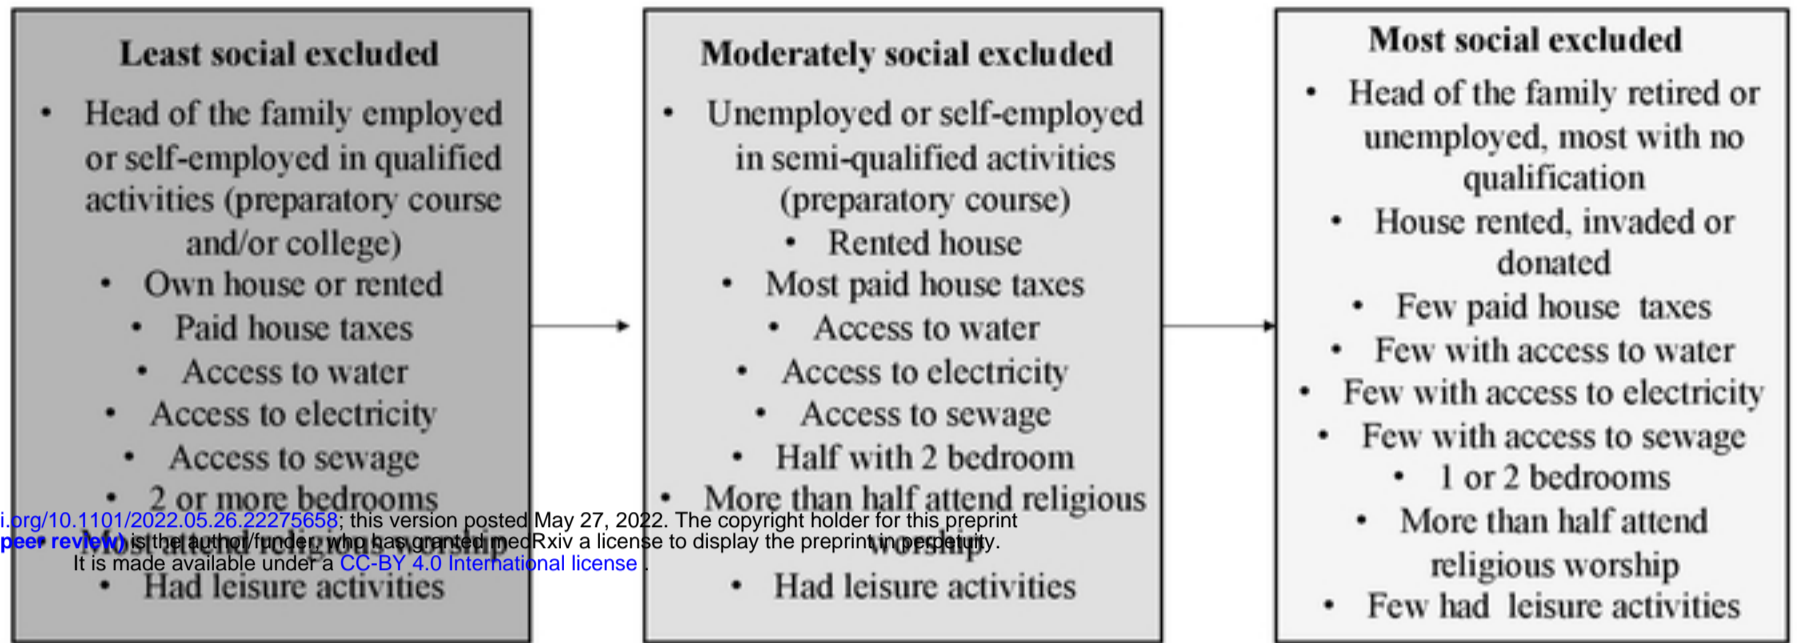 Least social excluded
• Head of the family employed
or self-employed in qualified
activities (preparatory course
and/or college)
• Own house or rented
• Paid house taxes
• Access to water
• Access to electricity
• Access to sewage
• 2 or more bedrooms
• Most attend religious worship
• Had leisure activities
Moderately social excluded
• Unemployed or self-employed
in semi-qualified activities
(preparatory course)
• Rented house
• Most paid house taxes
• Access to water
• Access to electricity
• Access to sewage
• Half with 2 bedroom
• More than half attend religious
worship
• Had leisure activities
Most social excluded
• Head of the family retired or
unemployed, most with no
qualification
• House rented, invaded or
donated
• Few paid house taxes
• Few with access to water
• Few with access to electricity
• Few with access to sewage
• 1 or 2 bedrooms
• More than half attend
religious worship
• Few had leisure activities
i.org/10.1101/2022.05.26.22275658; this version posted May 27, 2022. The copyright holder for this preprint
peer review) is the author/funder, who has granted medRxiv a license to display the preprint in perpetuity.
It is made available under a CC-BY 4.0 International license .